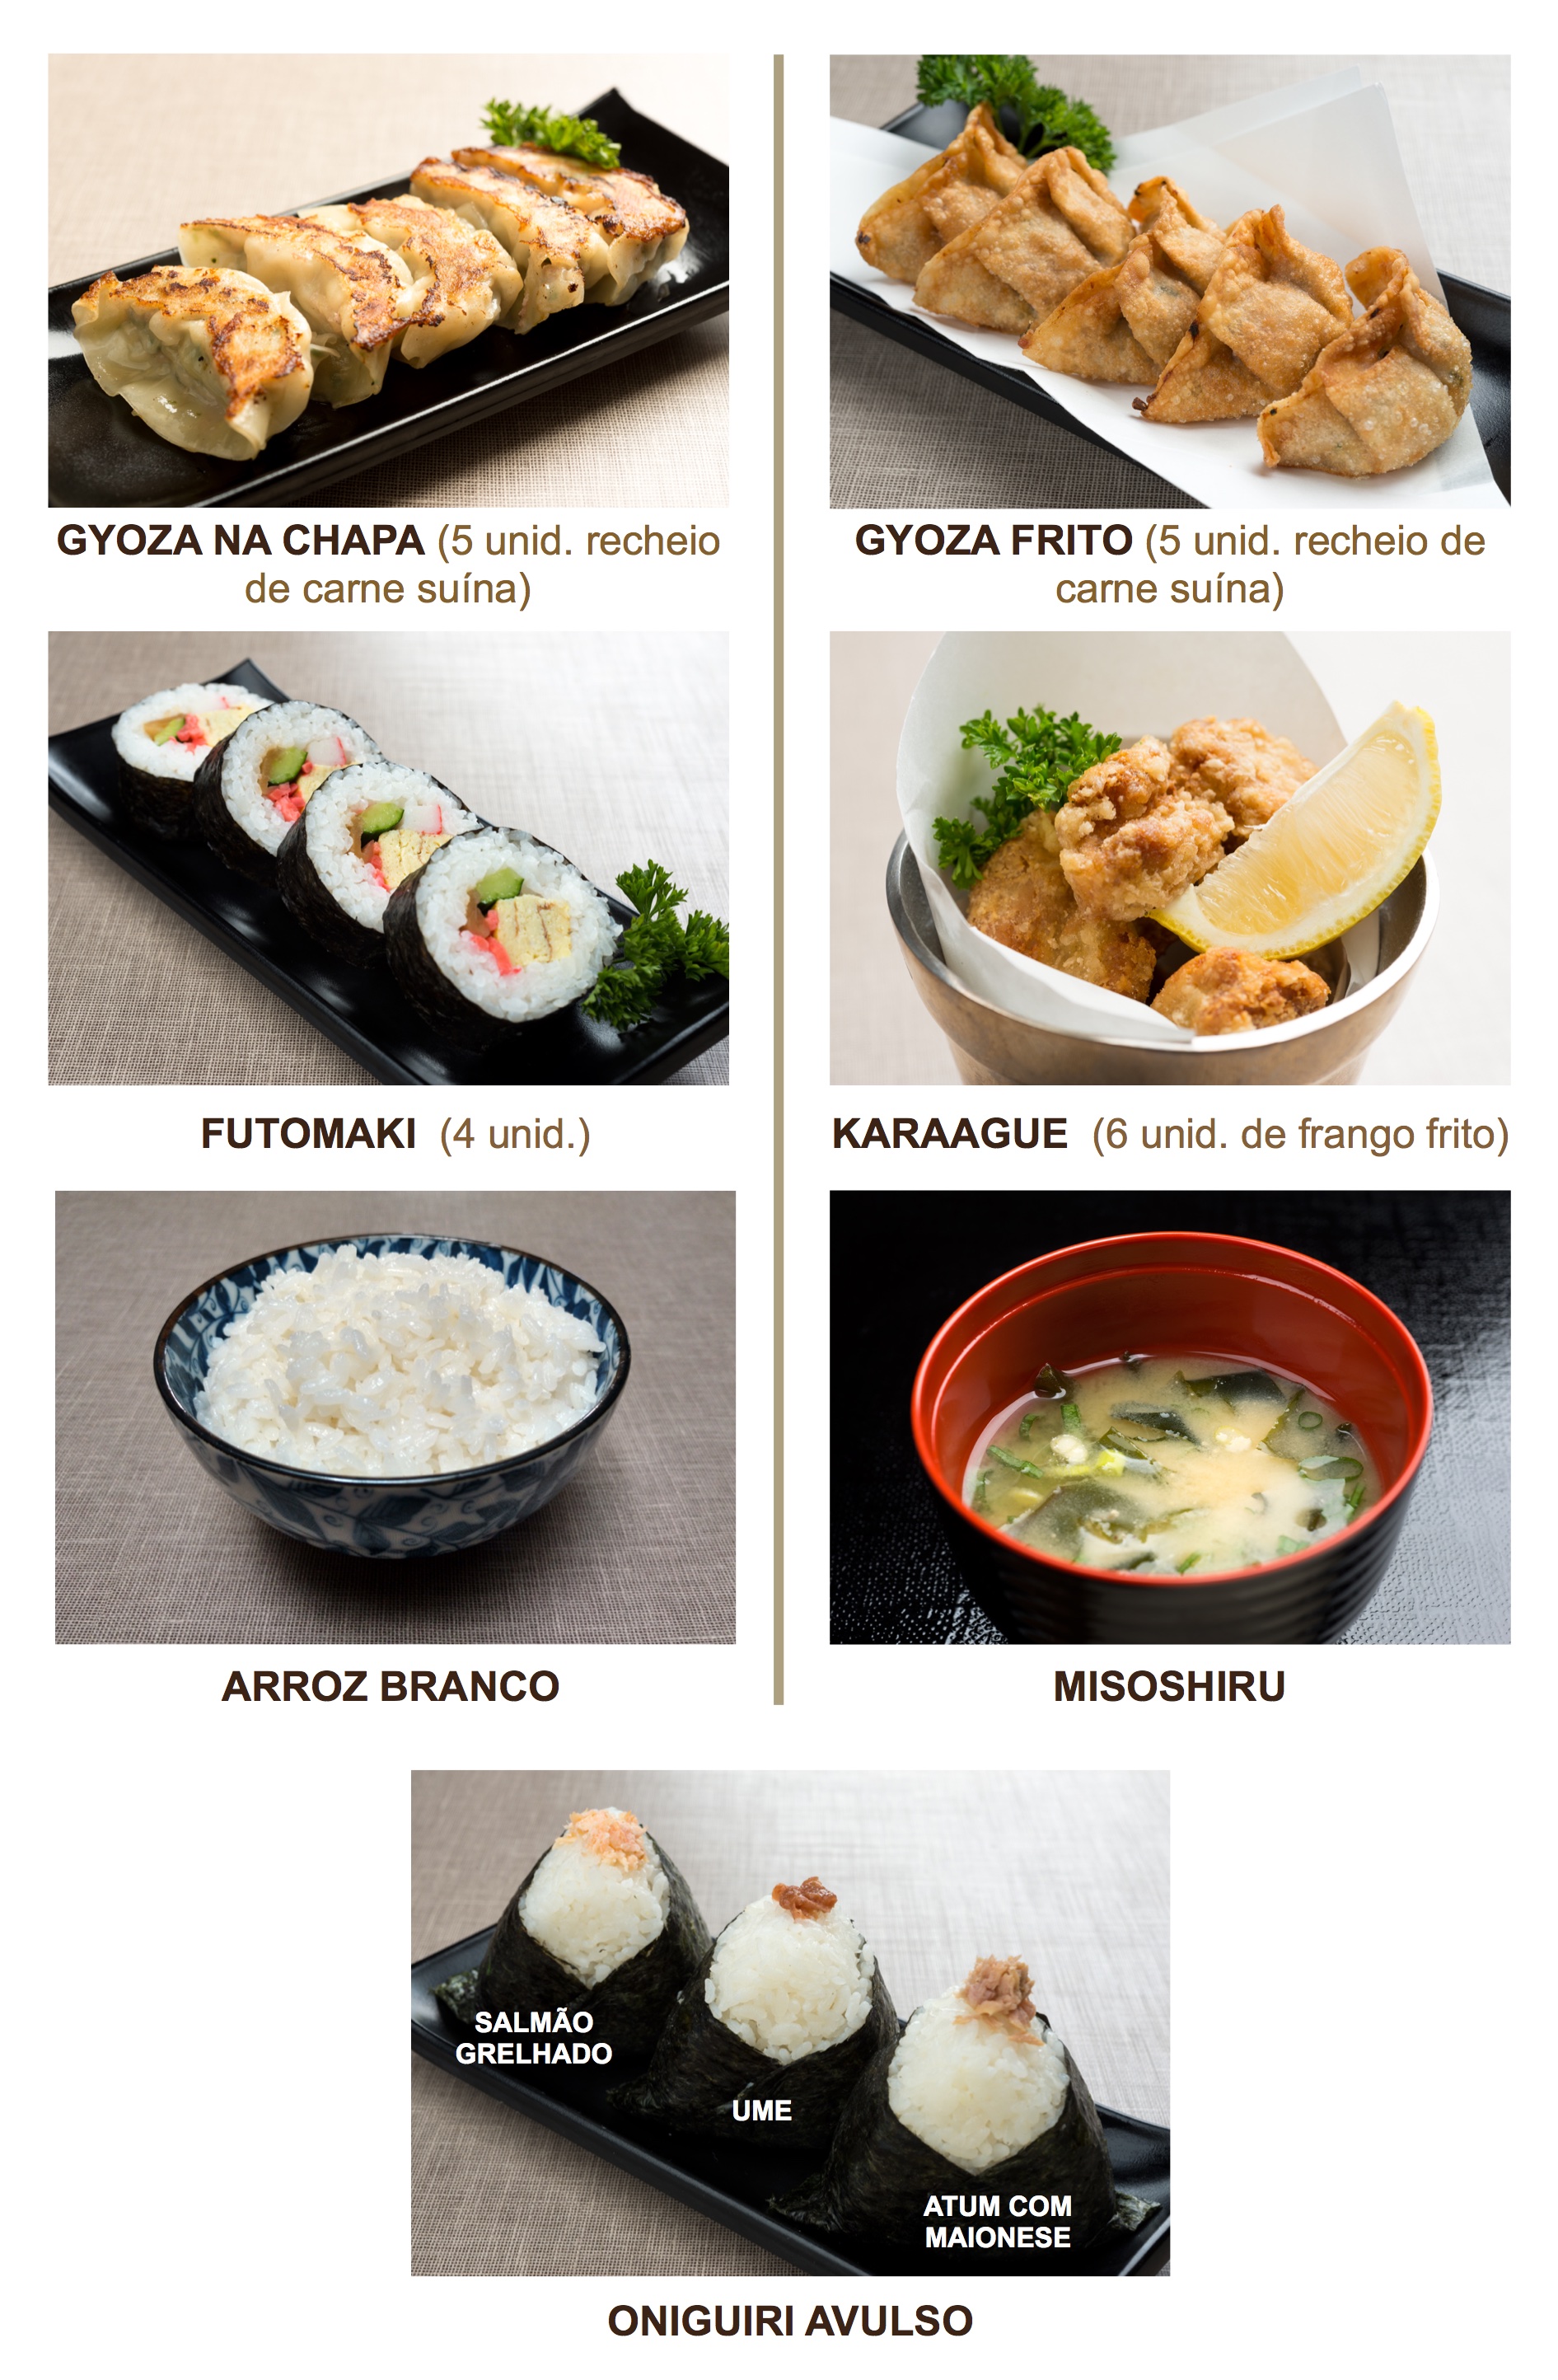 GYOZA NA CHAPA (5 unid. recheio
de carne suína)
GYOZA FRITO (5 unid. recheio de
carne suína)
FUTOMAKI (4 unid.)
KARAAGUE (6 unid. de frango frito)
ARROZ BRANCO
MISOSHIRU
SALMÃO
GRELHADO
UME
ATUM COM
MAIONESE
ONIGUIRI AVULSO